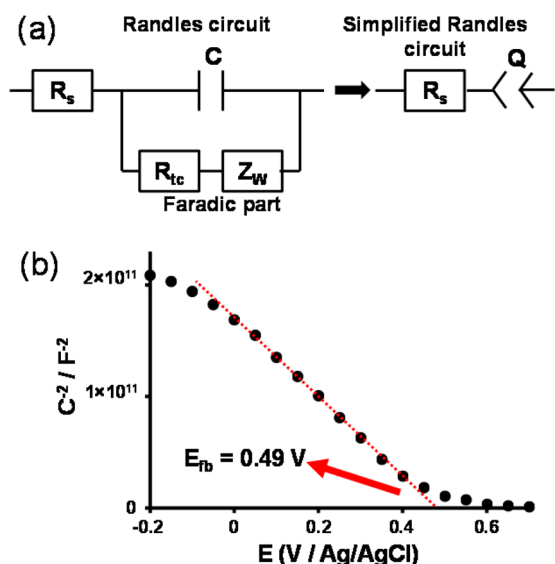 (a)
Randles circuit
Simplified Randles
circuit
C
Q
Rs
Rs
Rtc
Zw
Faradic part
(b)
2×10¹¹
1×10¹¹
0
C⁻² / F⁻²
Efb = 0.49 V
-0.2 0 0.2 0.4 0.6
E (V / Ag/AgCl)